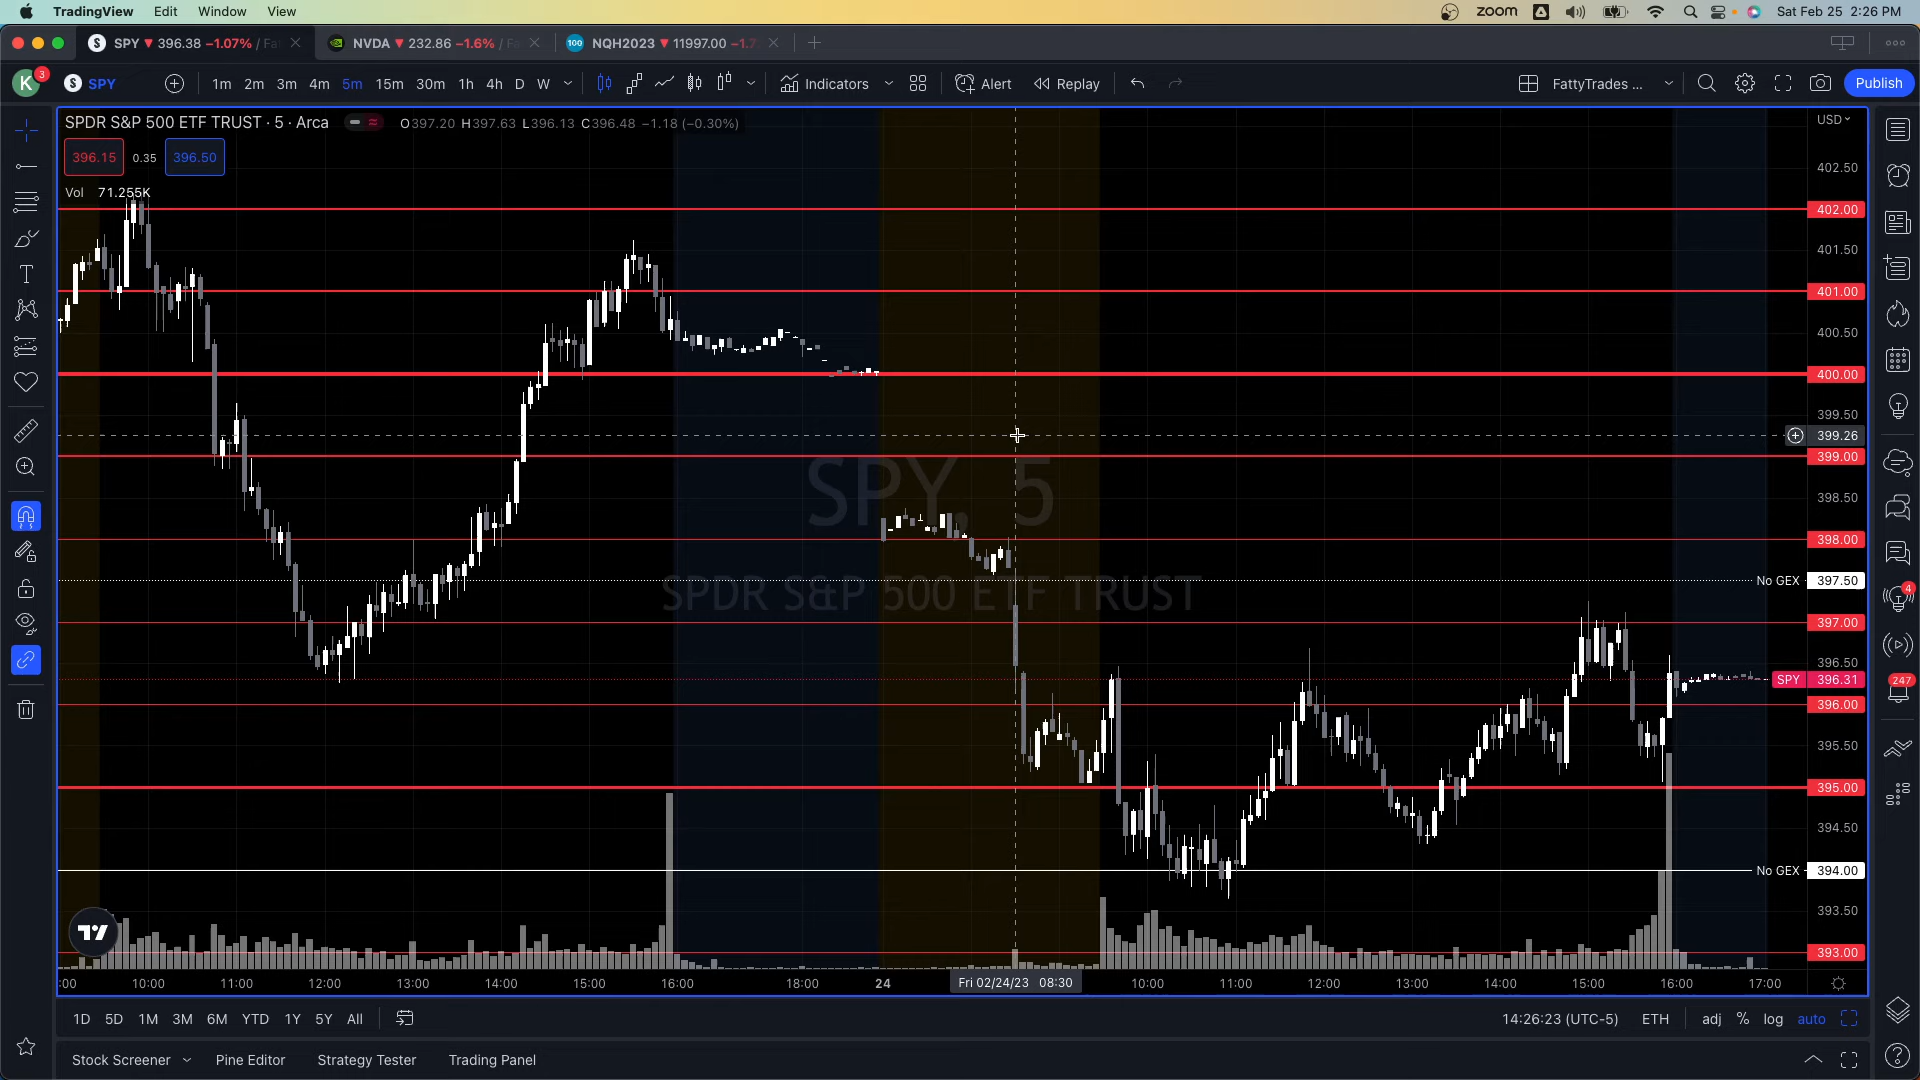 TradingView Edit Window View zoom Sat Feb 25 2:26 PM
SPY 396.38 −1.07% / Fa NVDA 232.86 −1.6% / F 100 NQH2023 11997.00 −1.7
K 3 S SPY 1m 2m 3m 4m 5m 15m 30m 1h 4h D W Indicators Alert Replay FattyTrades ... Publish
SPDR S&P 500 ETF TRUST · 5 · Arca O397.20 H397.63 L396.13 C396.48 −1.18 (−0.30%) USD
396.15 0.35 396.50
402.50
Vol 71.255K
402.00
401.50
401.00
400.50
400.00
399.50
399.26
399.00
SPY, 5
398.50
398.00
No GEX 397.50
SPDR S&P 500 ETF TRUST
4
397.00
396.50
SPY 396.31
247
396.00
395.50
395.00
394.50
No GEX 394.00
393.50
393.00
:00 10:00 11:00 12:00 13:00 14:00 15:00 16:00 18:00 24 Fri 02/24/23 08:30 10:00 11:00 12:00 13:00 14:00 15:00 16:00 17:00
1D 5D 1M 3M 6M YTD 1Y 5Y All 14:26:23 (UTC-5) ETH adj % log auto
Stock Screener Pine Editor Strategy Tester Trading Panel